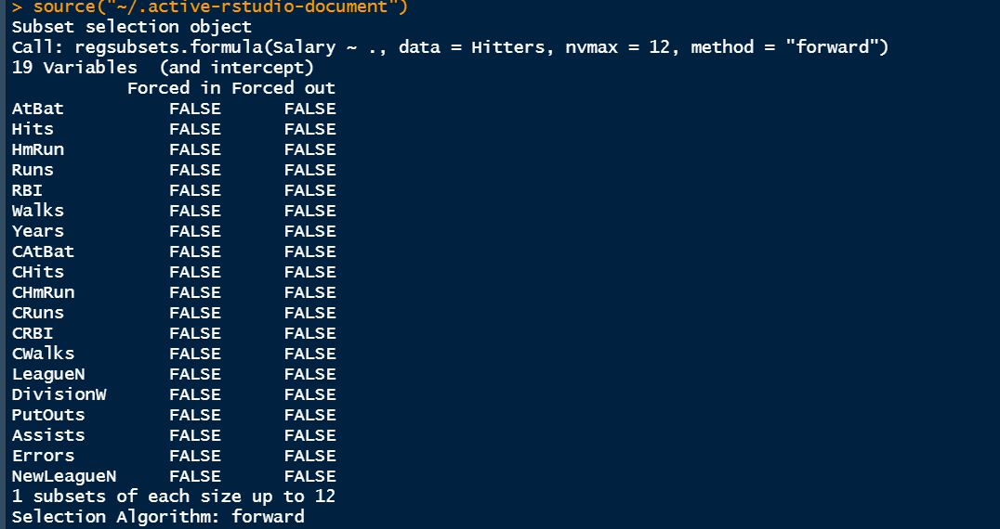 > source("~/.active-rstudio-document")
Subset selection object
Call: regsubsets.formula(Salary ~ ., data = Hitters, nvmax = 12, method = "forward")
19 Variables  (and intercept)
           Forced in Forced out
AtBat          FALSE      FALSE
Hits           FALSE      FALSE
HmRun          FALSE      FALSE
Runs           FALSE      FALSE
RBI            FALSE      FALSE
Walks          FALSE      FALSE
Years          FALSE      FALSE
CAtBat         FALSE      FALSE
CHits          FALSE      FALSE
CHmRun         FALSE      FALSE
CRuns          FALSE      FALSE
CRBI           FALSE      FALSE
CWalks         FALSE      FALSE
LeagueN        FALSE      FALSE
DivisionW      FALSE      FALSE
PutOuts        FALSE      FALSE
Assists        FALSE      FALSE
Errors         FALSE      FALSE
NewLeagueN     FALSE      FALSE
1 subsets of each size up to 12
Selection Algorithm: forward